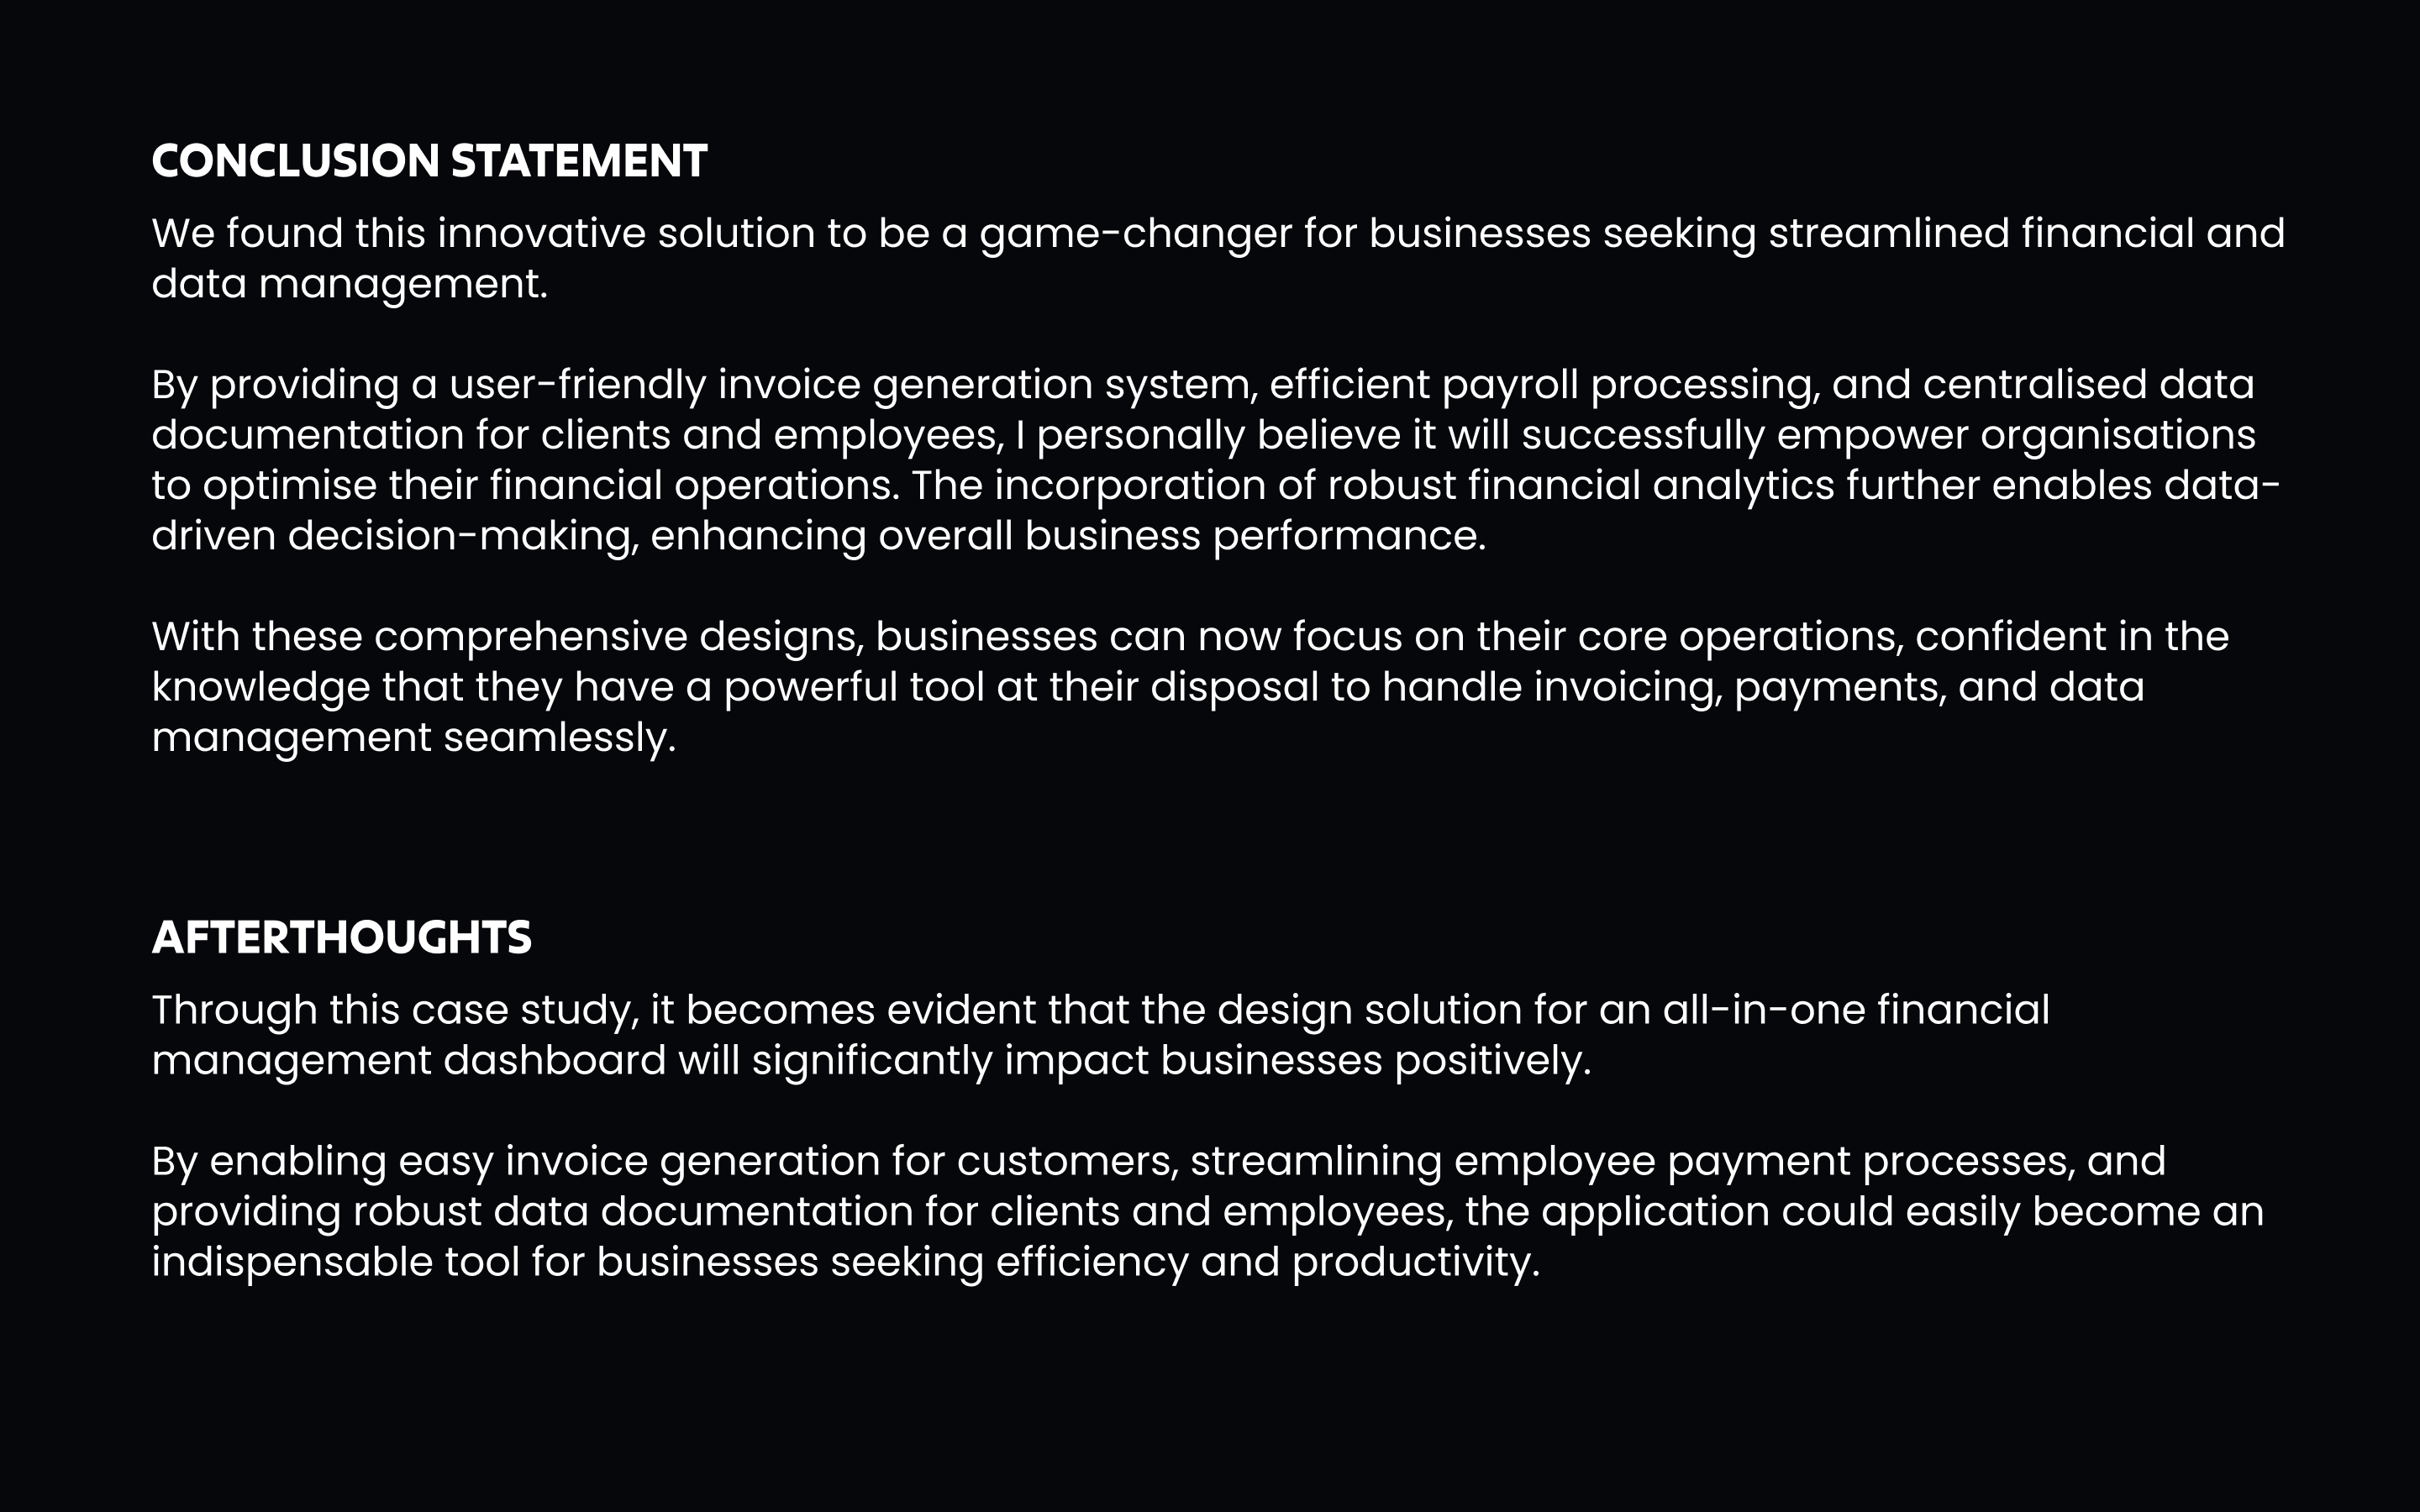 CONCLUSION STATEMENT
We found this innovative solution to be a game-changer for businesses seeking streamlined financial and
data management.
By providing a user-friendly invoice generation system, efficient payroll processing, and centralised data
documentation for clients and employees, I personally believe it will successfully empower organisations
to optimise their financial operations. The incorporation of robust financial analytics further enables data-
driven decision-making, enhancing overall business performance.
With these comprehensive designs, businesses can now focus on their core operations, confident in the
knowledge that they have a powerful tool at their disposal to handle invoicing, payments, and data
management seamlessly.
AFTERTHOUGHTS
Through this case study, it becomes evident that the design solution for an all-in-one financial
management dashboard will significantly impact businesses positively.
By enabling easy invoice generation for customers, streamlining employee payment processes, and
providing robust data documentation for clients and employees, the application could easily become an
indispensable tool for businesses seeking efficiency and productivity.